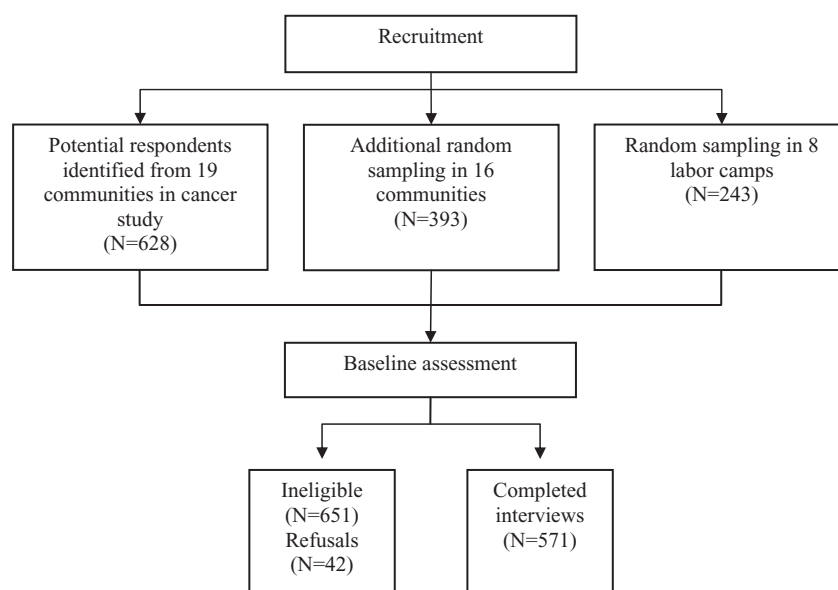 Recruitment
Potential respondents
identified from 19
communities in cancer
study
(N=628)
Additional random
sampling in 16
communities
(N=393)
Random sampling in 8
labor camps
(N=243)
Baseline assessment
Ineligible
(N=651)
Refusals
(N=42)
Completed
interviews
(N=571)